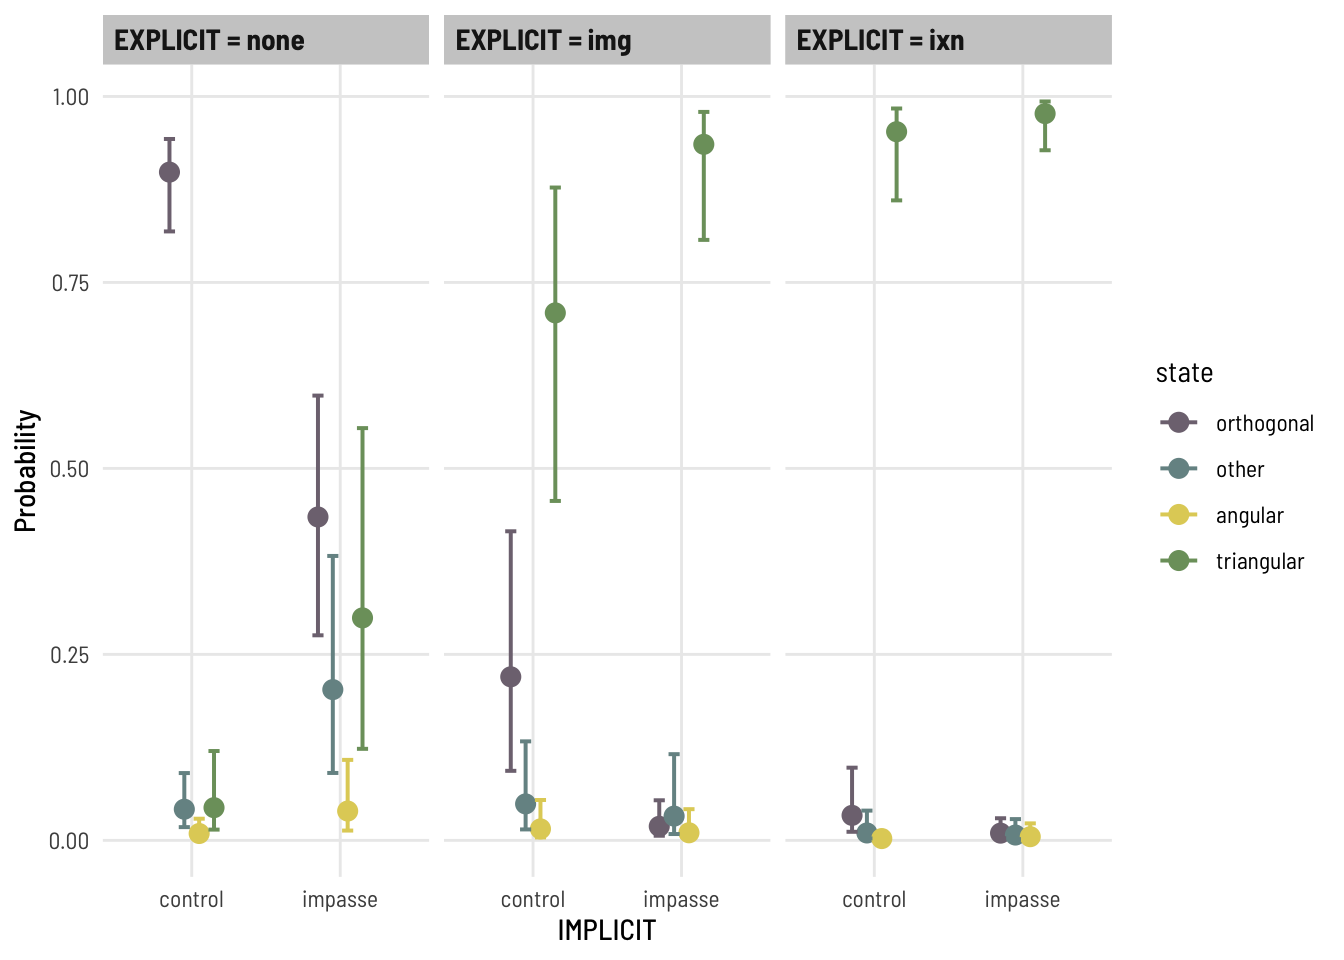 EXPLICIT = none
EXPLICIT = img
EXPLICIT = ixn
1.00
0.75
0.50
0.25
0.00
Probability
control
impasse
control
impasse
control
impasse
IMPLICIT
state
orthogonal
other
angular
triangular